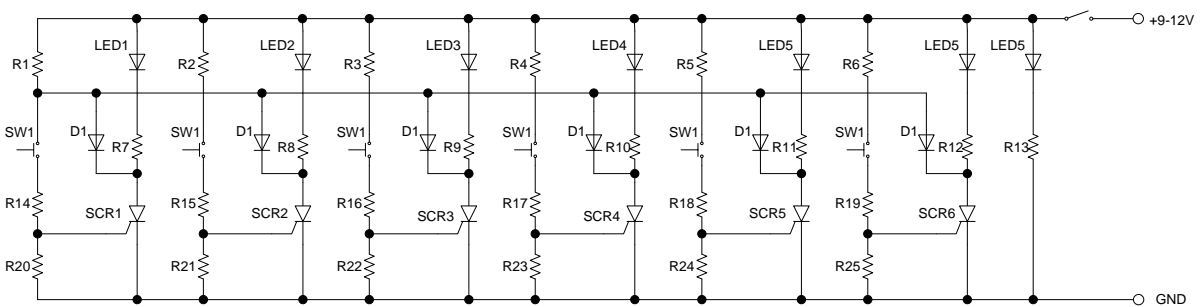 +9-12V
LED1 LED2 LED3 LED4 LED5 LED5 LED5
R1 R2 R3 R4 R5 R6
SW1 D1 SW1 D1 SW1 D1 SW1 D1 SW1 D1 SW1 D1
R7 R8 R9 R10 R11 R12 R13
R14 SCR1 R15 SCR2 R16 SCR3 R17 SCR4 R18 SCR5 R19 SCR6
R20 R21 R22 R23 R24 R25
GND